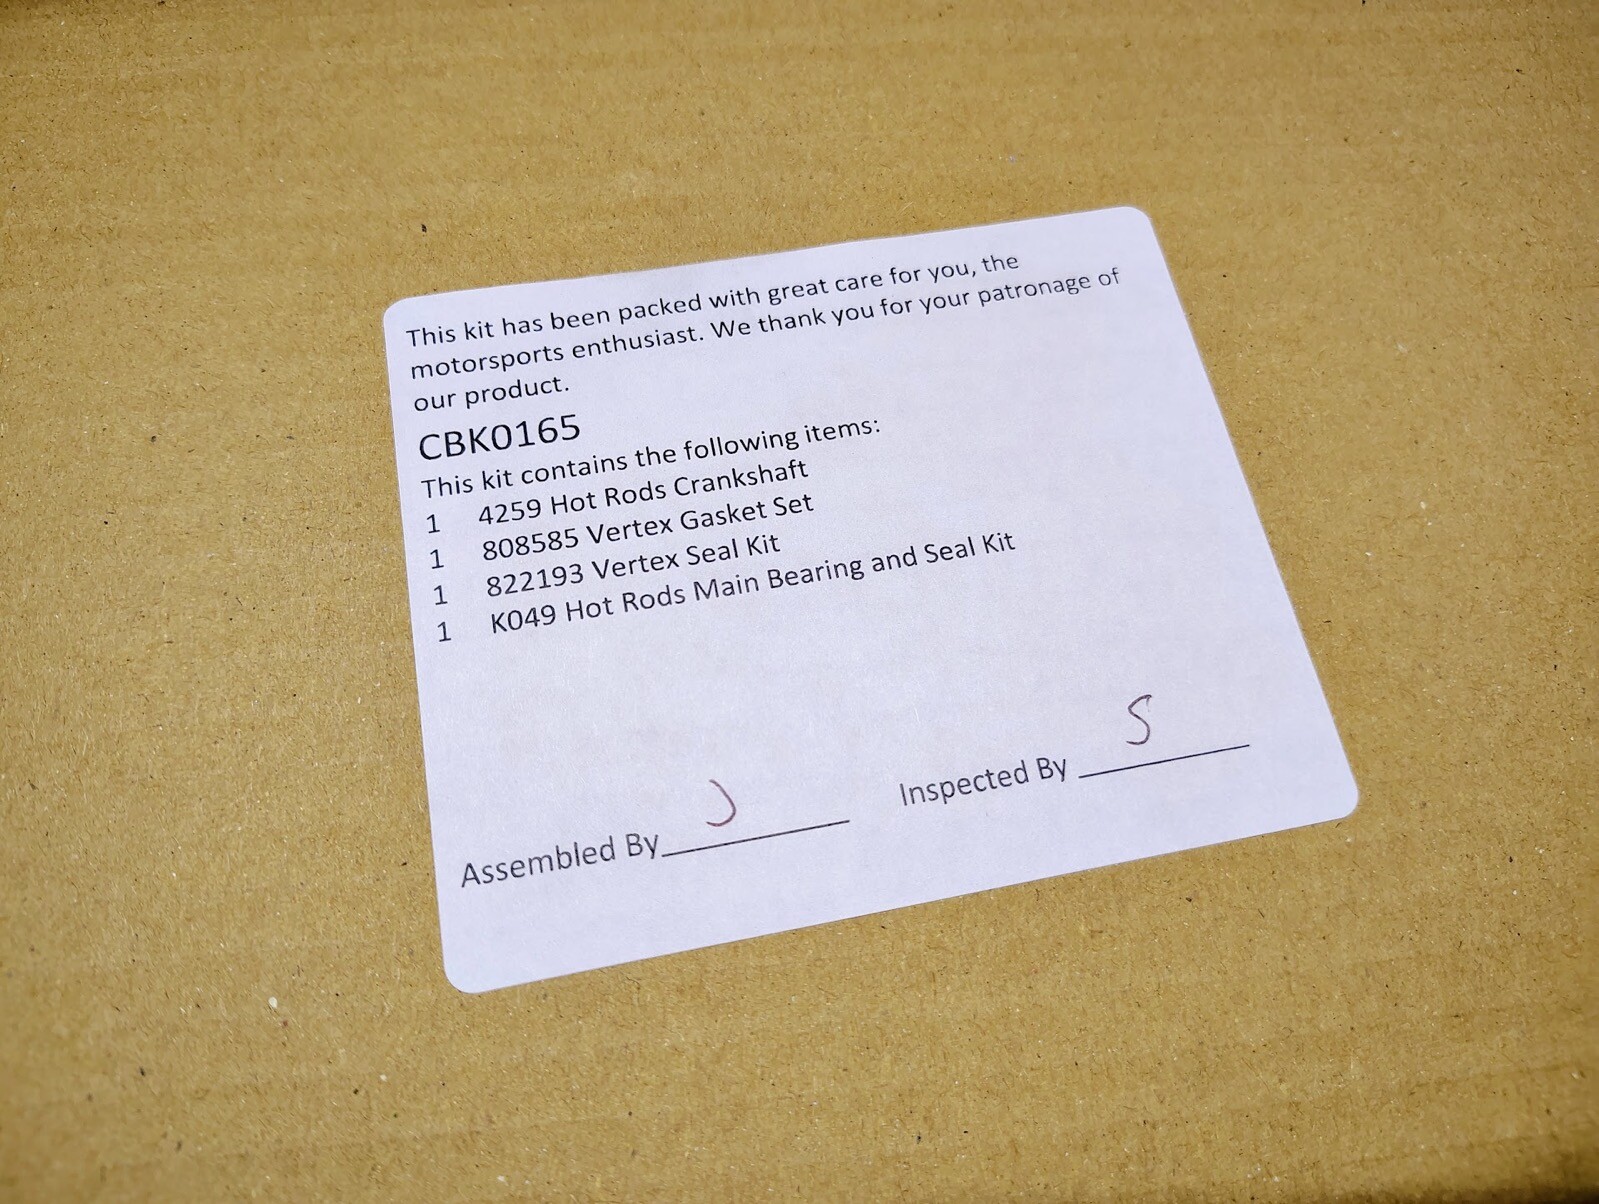 This kit has been packed with great care for you, the
motorsports enthusiast. We thank you for your patronage of
our product.
CBK0165
This kit contains the following items:
1 4259 Hot Rods Crankshaft
1 808585 Vertex Gasket Set
1 822193 Vertex Seal Kit
1 K049 Hot Rods Main Bearing and Seal Kit
Assembled By J
Inspected By S